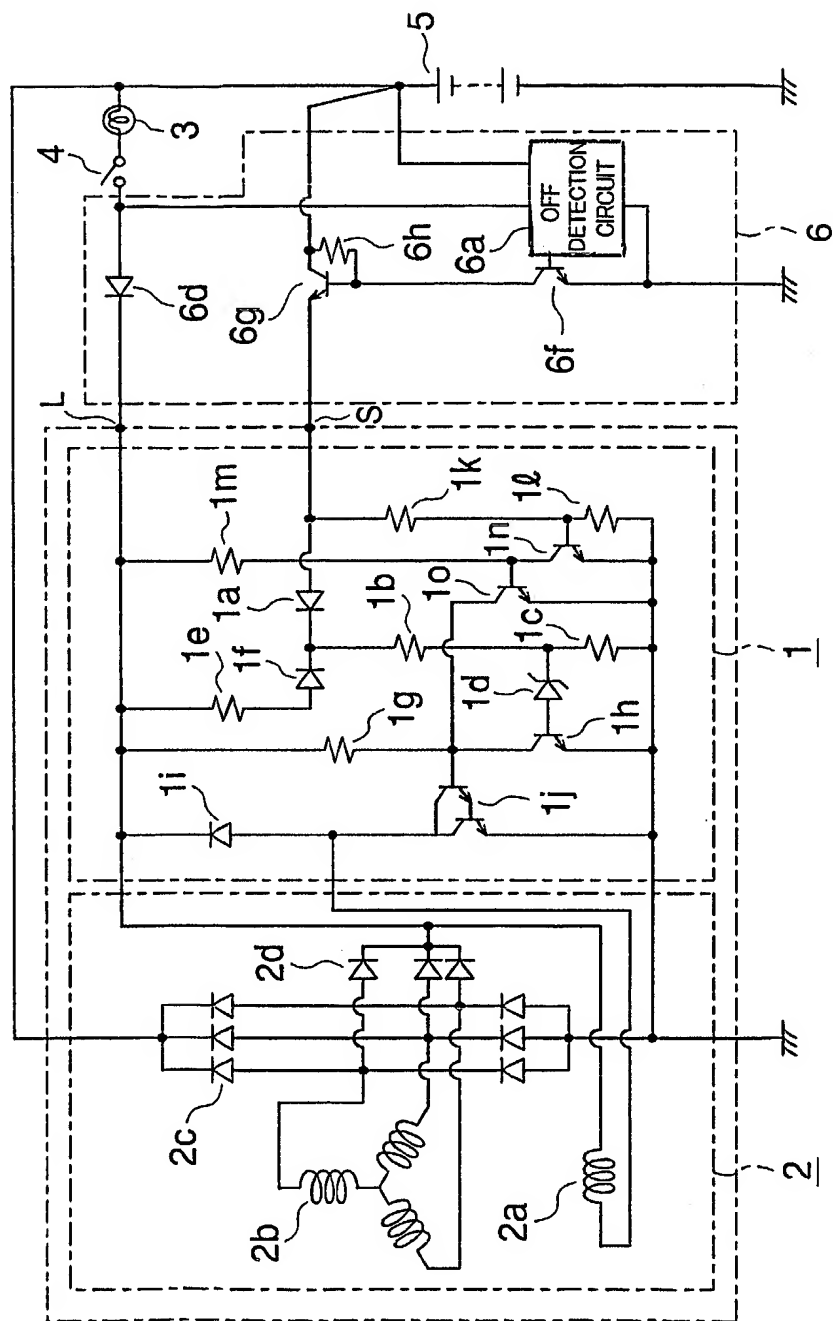 5
4
3
6h
6a
OFF
DETECTION
CIRCUIT
6
6d
6g
6f
L
S
1m
1k
1ℓ
1a
1o
1n
1e
1f
1b
1c
1
1g
1d
1h
1i
1j
2d
2c
2b
2a
2